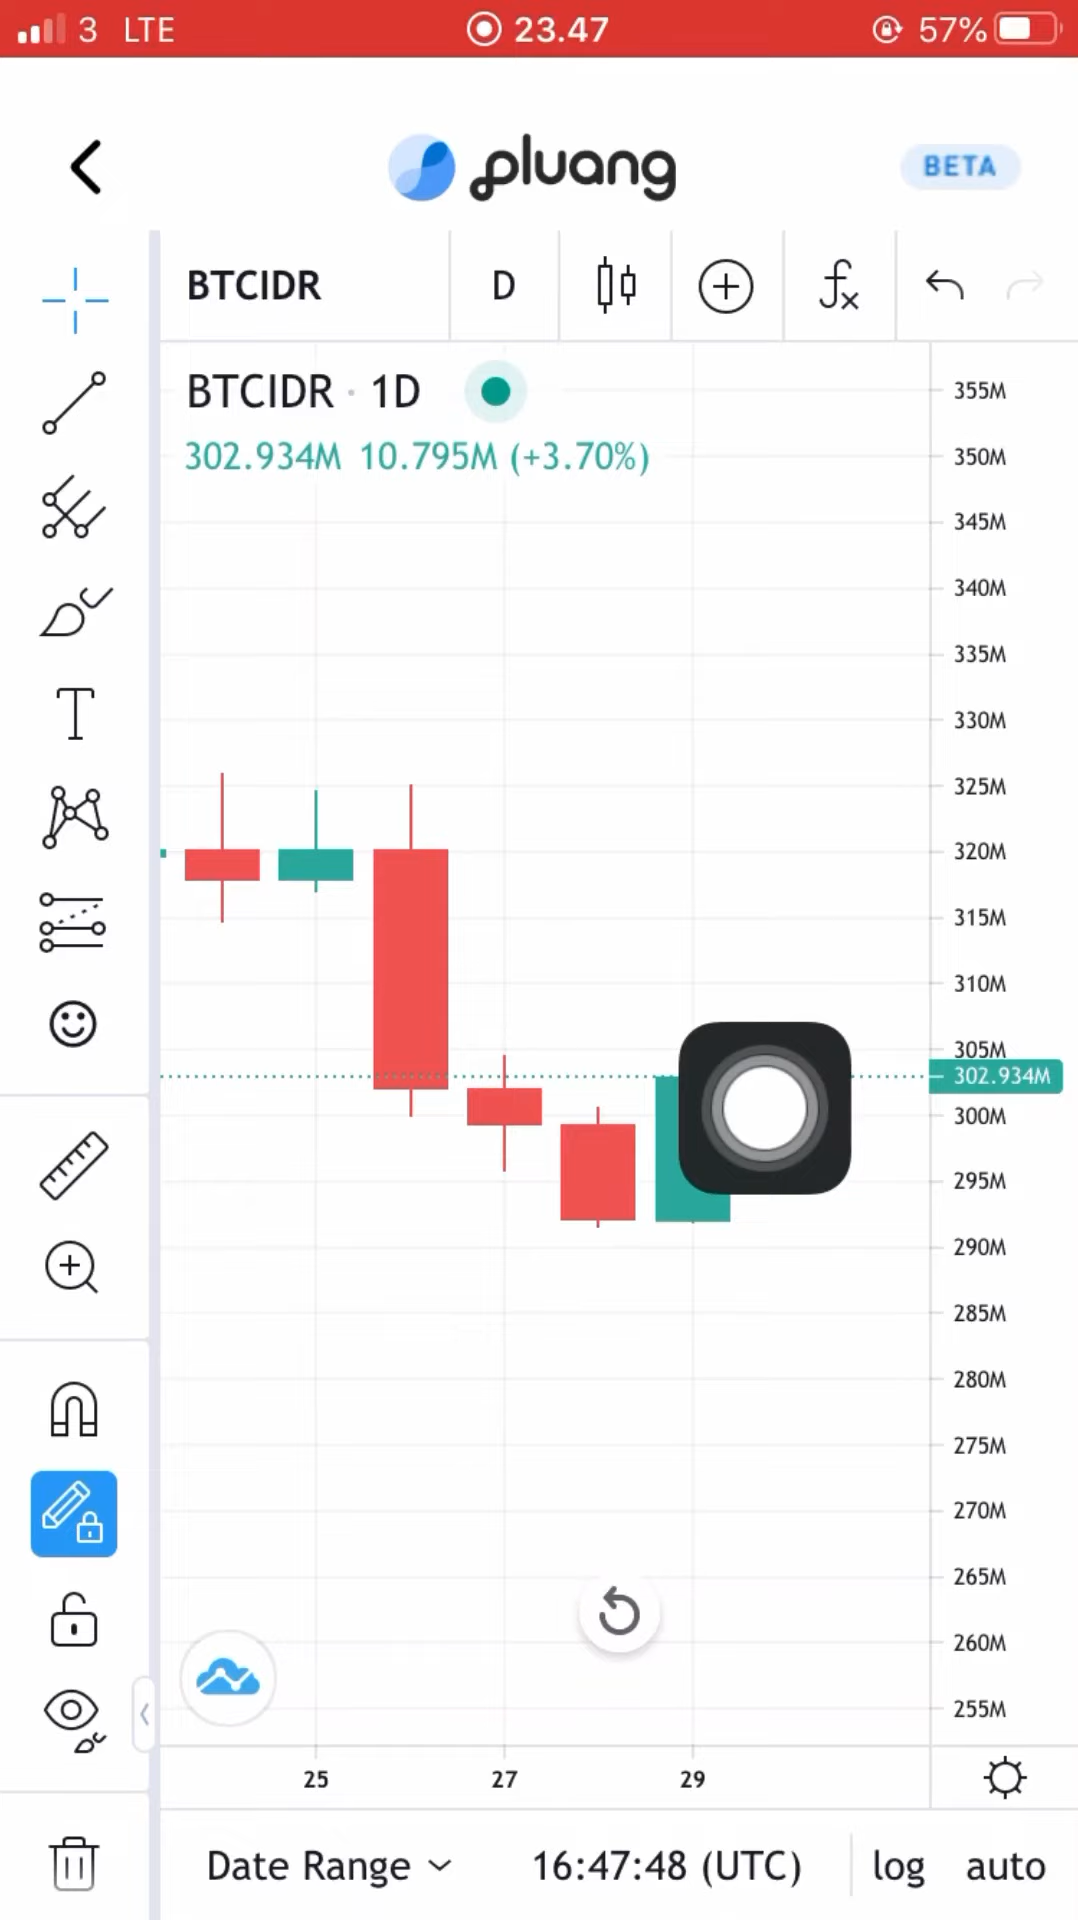 3 LTE 23.47 57%
pluang BETA
BTCIDR D fx
BTCIDR · 1D
302.934M 10.795M (+3.70%)
355M
350M
345M
340M
335M
330M
325M
320M
315M
310M
305M
302.934M
300M
295M
290M
285M
280M
275M
270M
265M
260M
255M
25 27 29
Date Range 16:47:48 (UTC) log auto